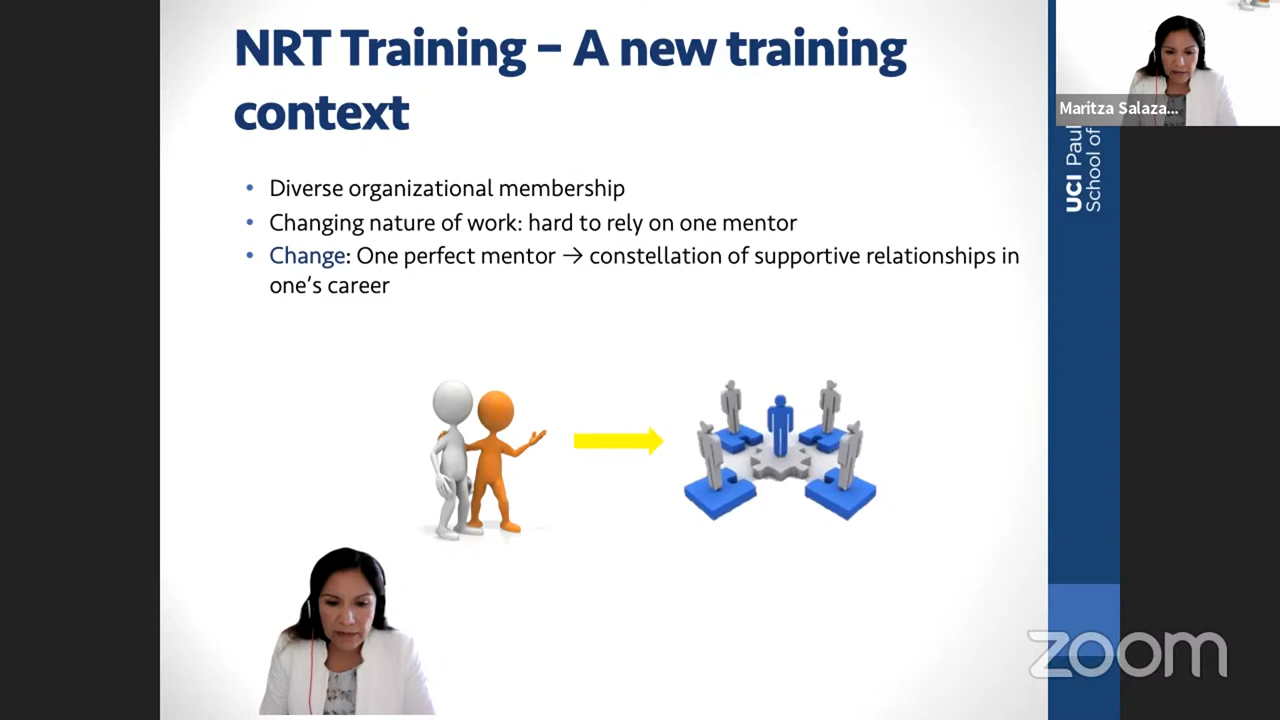 NRT Training – A new training
context
• Diverse organizational membership
• Changing nature of work: hard to rely on one mentor
• Change: One perfect mentor → constellation of supportive relationships in
one's career
Maritza Salaza...
UCI Paul
School of
zoom